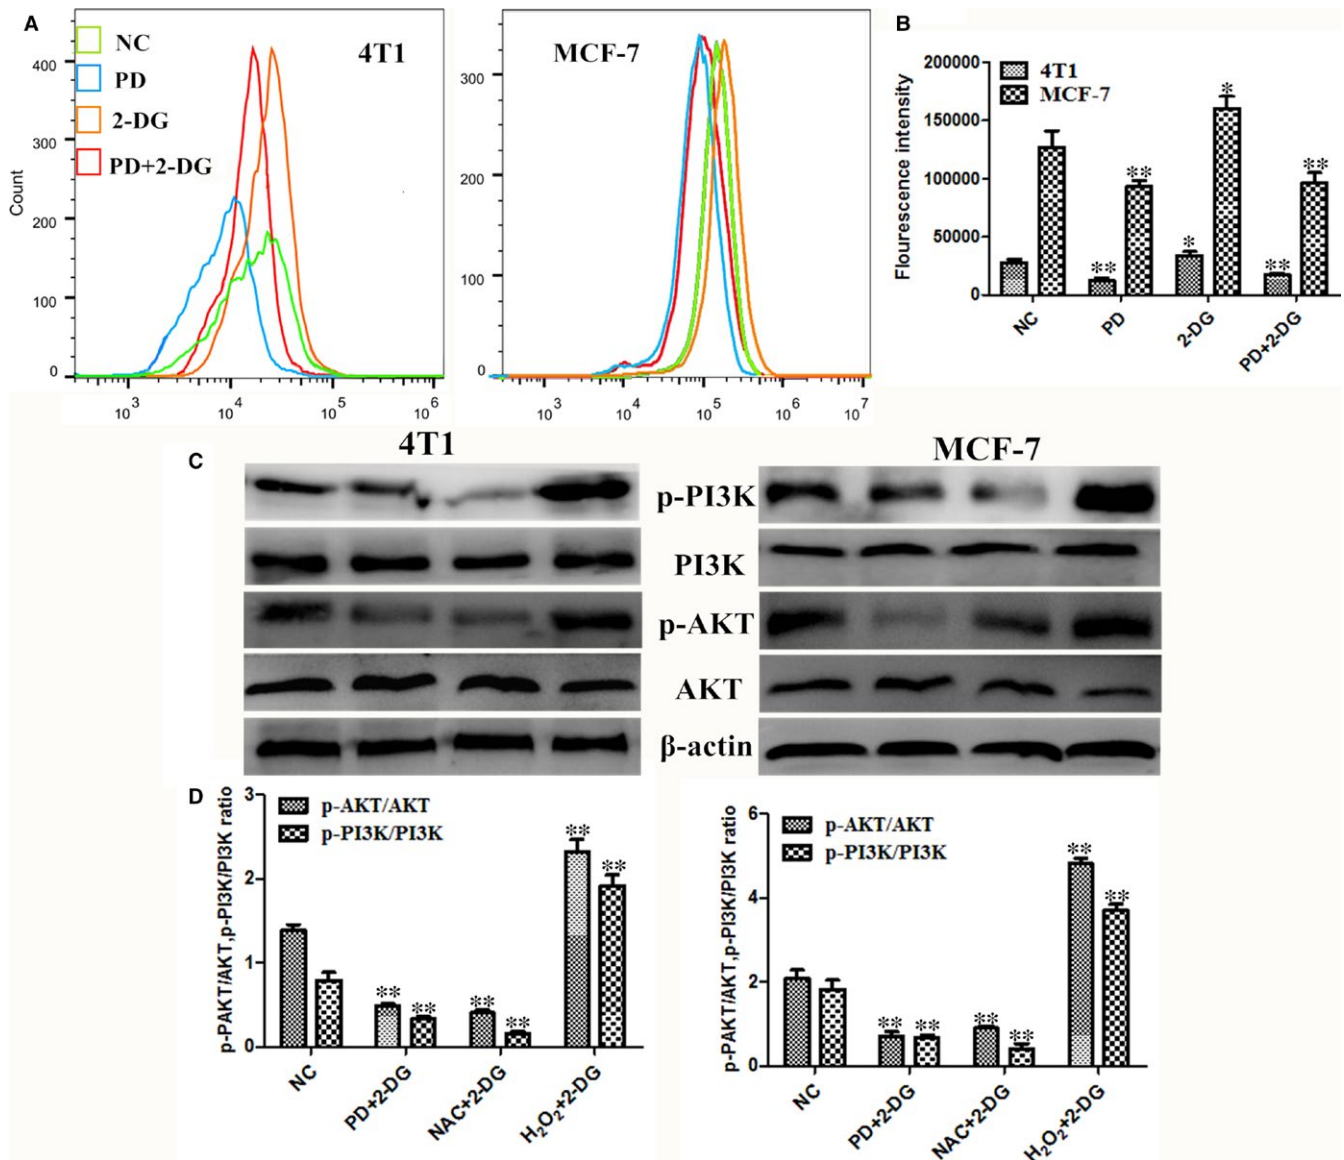 A
NC
PD
2-DG
PD+2-DG
4T1
Count
400
300
200
100
0
10^3
10^4
10^5
10^6
MCF-7
300
200
100
0
10^3
10^4
10^5
10^6
10^7
B
4T1
MCF-7
Flourescence intensity
200000
150000
100000
50000
0
** ** * * ** **
NC
PD
2-DG
PD+2-DG
C
4T1
MCF-7
p-PI3K
PI3K
p-AKT
AKT
β-actin
D
p-AKT/AKT
p-PI3K/PI3K
p-PAKT/AKT,p-PI3K/PI3K ratio
3
2
1
0
** ** ** ** ** **
NC
PD+2-DG
NAC+2-DG
H₂O₂+2-DG
p-AKT/AKT
p-PI3K/PI3K
p-PAKT/AKT,p-PI3K/PI3K ratio
6
4
2
0
** ** ** ** ** **
NC
PD+2-DG
NAC+2-DG
H₂O₂+2-DG